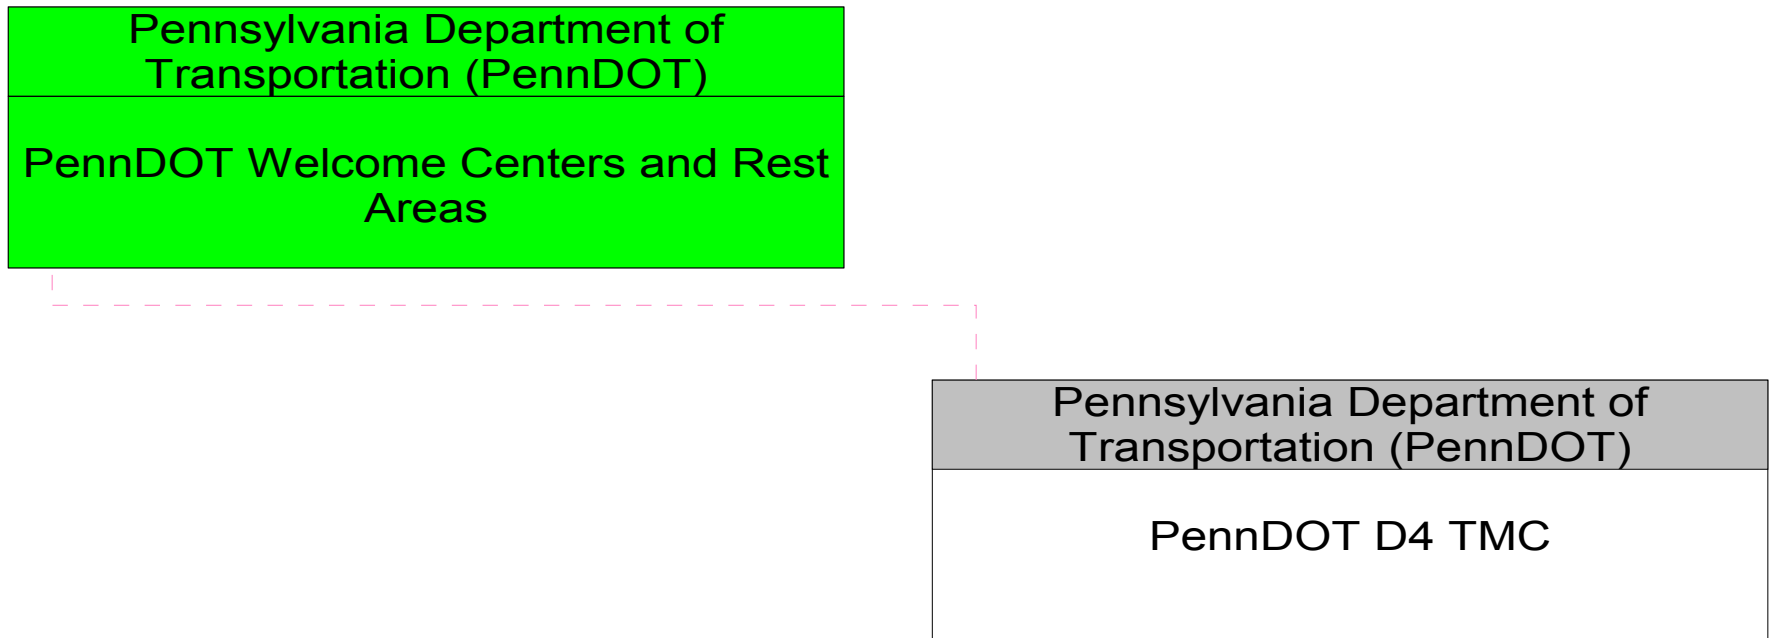 Pennsylvania Department of
Transportation (PennDOT)
PennDOT Welcome Centers and Rest
Areas
Pennsylvania Department of
Transportation (PennDOT)
PennDOT D4 TMC